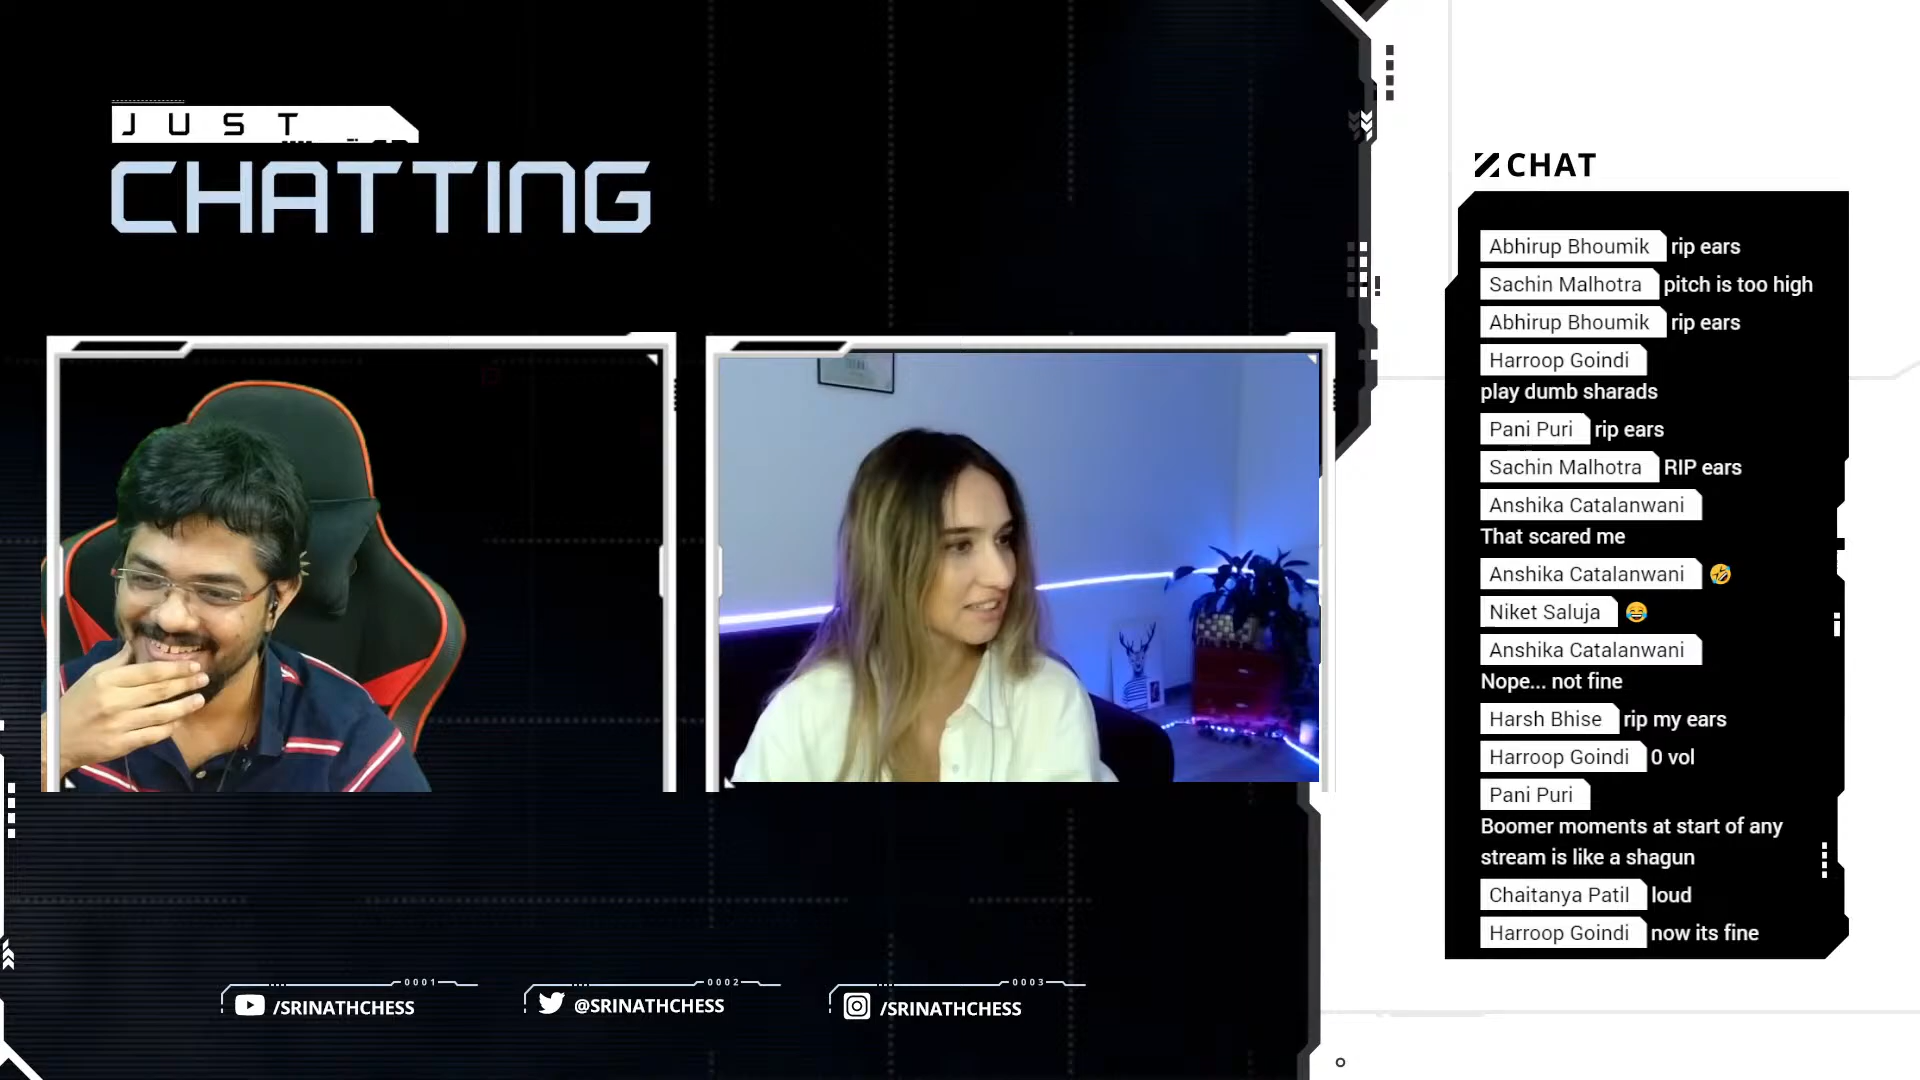 JUST
CHATTING
CHAT
Abhirup Bhoumik rip ears
Sachin Malhotra pitch is too high
Abhirup Bhoumik rip ears
Harroop Goindi
play dumb sharads
Pani Puri rip ears
Sachin Malhotra RIP ears
Anshika Catalanwani
That scared me
Anshika Catalanwani 🤣
Niket Saluja 😂
Anshika Catalanwani
Nope... not fine
Harsh Bhise rip my ears
Harroop Goindi 0 vol
Pani Puri
Boomer moments at start of any
stream is like a shagun
Chaitanya Patil loud
Harroop Goindi now its fine
0001
/SRINATHCHESS
0002
@SRINATHCHESS
0003
/SRINATHCHESS